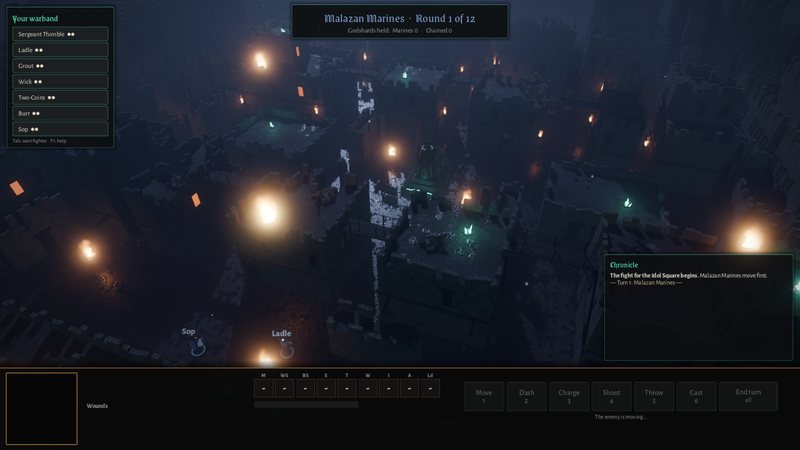 Your warband
Sergeant Thimble
Ladle
Grout
Wick
Two-Coins
Burr
Sop
Tab next fighter F1 help
Malazan Marines · Round 1 of 12
Godshards held: Marines 0 · Chained 0
Sop
Ladle
Chronicle
The fight for the Idol Square begins. Malazan Marines move first.
— Turn 1: Malazan Marines —
Wounds
M WS BS S T W I A Ld
- - - - - - - - -
Move Dash Charge Shoot Throw Cast End turn
1 2 3 4 5 6
The enemy is moving...